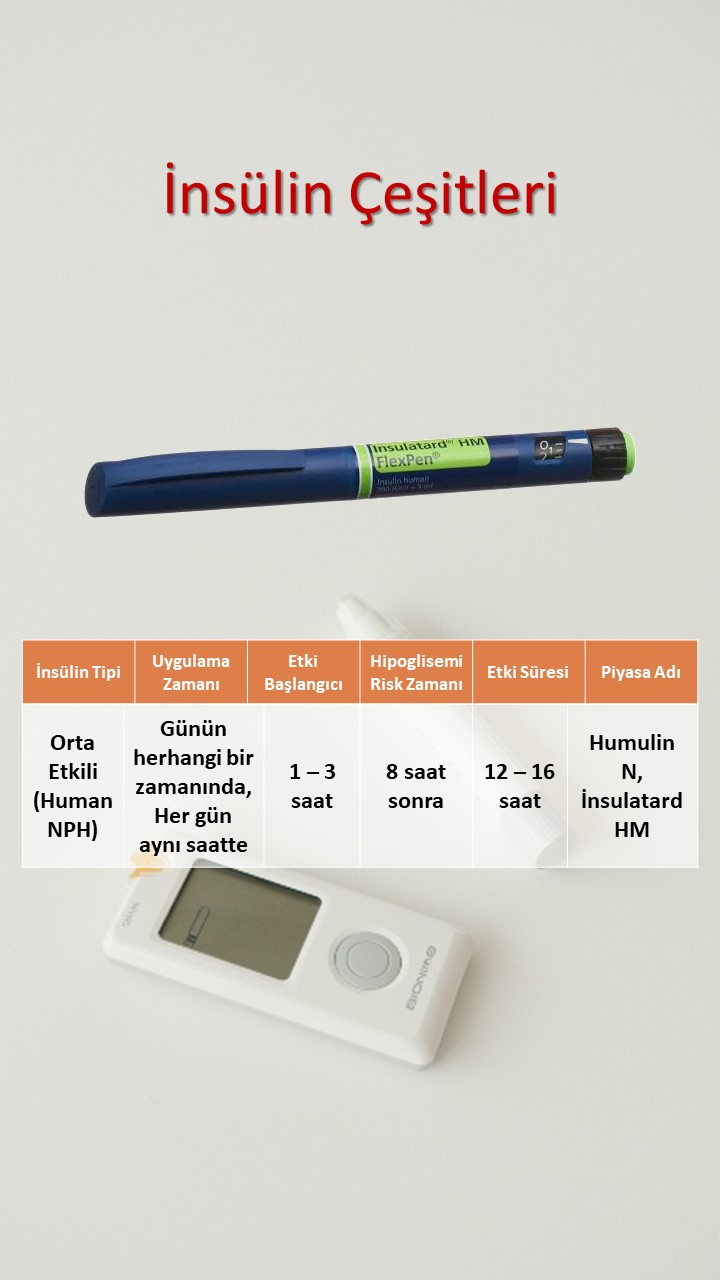 İnsülin Çeşitleri
Insulatard® HM
FlexPen®
Insulin human
İnsülin Tipi
Uygulama
Zamanı
Etki
Başlangıcı
Hipoglisemi
Risk Zamanı
Etki Süresi
Piyasa Adı
Orta
Etkili
(Human
NPH)
Günün
herhangi bir
zamanında,
Her gün
aynı saatte
1 – 3
saat
8 saat
sonra
12 – 16
saat
Humulin
N,
İnsulatard
HM
BIONIME